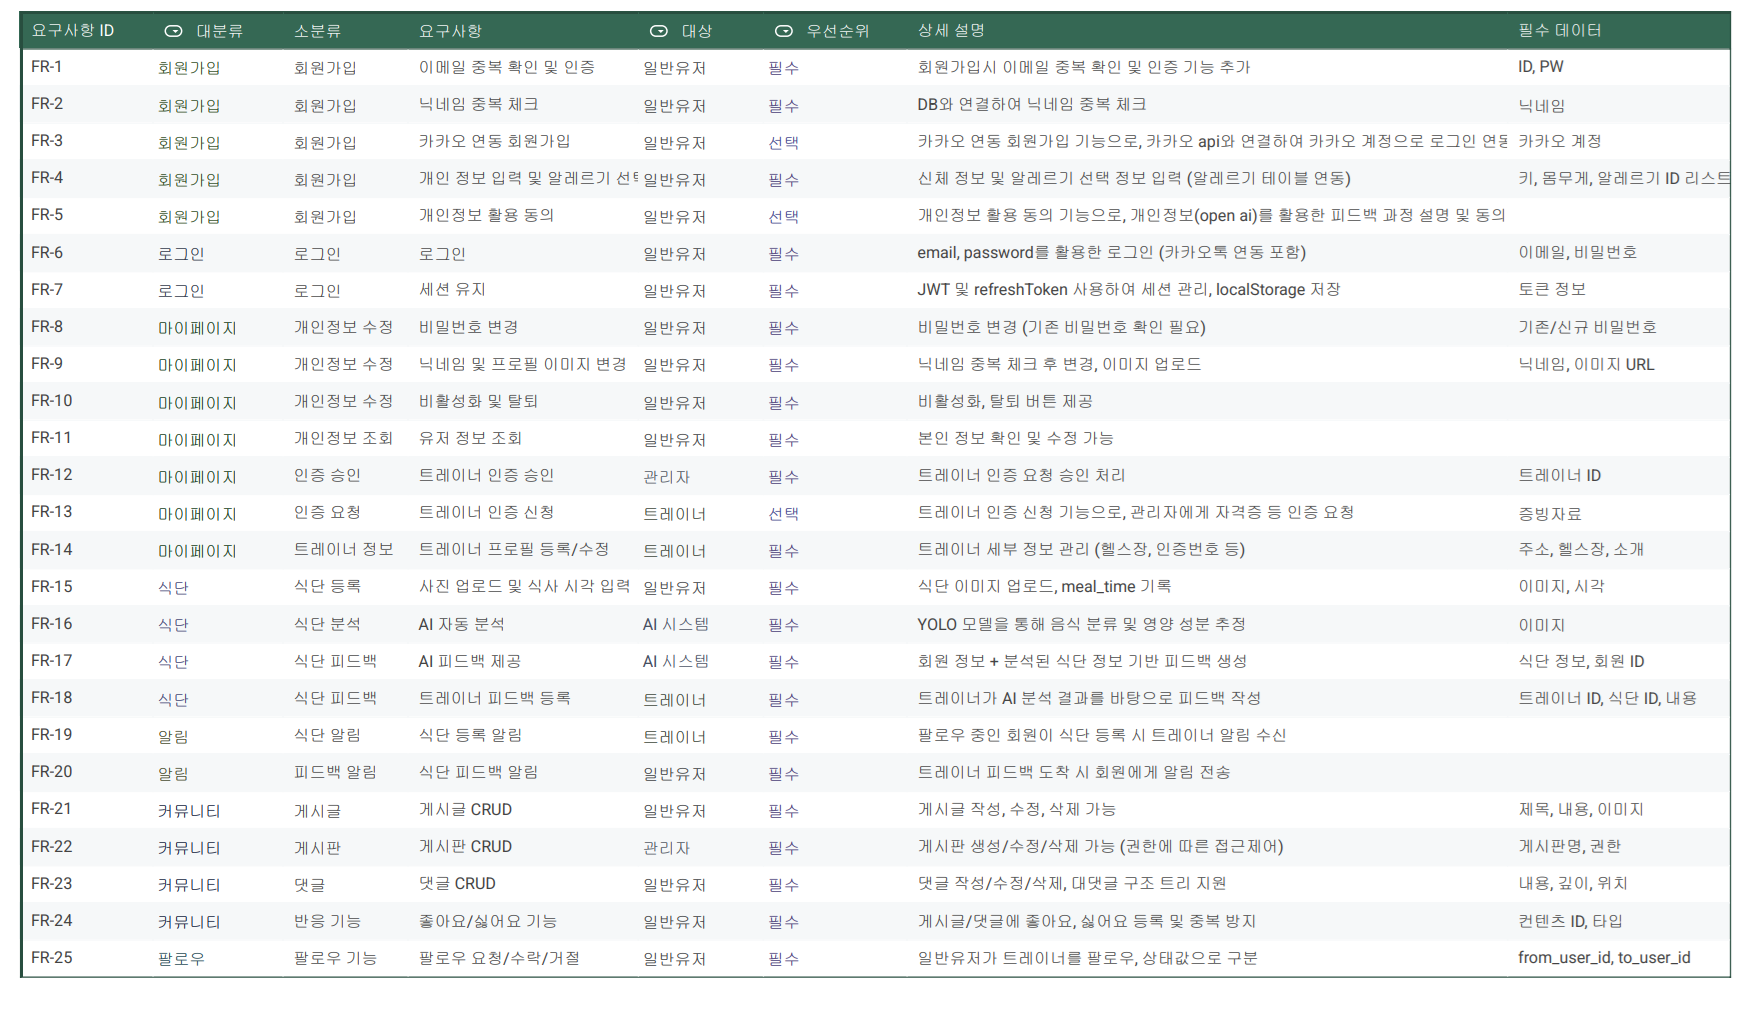 요구사항 ID 대분류 소분류 요구사항 대상 우선순위 상세 설명 필수 데이터
FR-1 회원가입 회원가입 이메일 중복 확인 및 인증 일반유저 필수 회원가입시 이메일 중복 확인 및 인증 기능 추가 ID, PW
FR-2 회원가입 회원가입 닉네임 중복 체크 일반유저 필수 DB와 연결하여 닉네임 중복 체크 닉네임
FR-3 회원가입 회원가입 카카오 연동 회원가입 일반유저 선택 카카오 연동 회원가입 기능으로, 카카오 api와 연결하여 카카오 계정으로 로그인 연동 카카오 계정
FR-4 회원가입 회원가입 개인 정보 입력 및 알레르기 선택 일반유저 필수 신체 정보 및 알레르기 선택 정보 입력 (알레르기 테이블 연동) 키, 몸무게, 알레르기 ID 리스트
FR-5 회원가입 회원가입 개인정보 활용 동의 일반유저 선택 개인정보 활용 동의 기능으로, 개인정보(open ai)를 활용한 피드백 과정 설명 및 동의
FR-6 로그인 로그인 로그인 일반유저 필수 email, password를 활용한 로그인 (카카오톡 연동 포함) 이메일, 비밀번호
FR-7 로그인 로그인 세션 유지 일반유저 필수 JWT 및 refreshToken 사용하여 세션 관리, localStorage 저장 토큰 정보
FR-8 마이페이지 개인정보 수정 비밀번호 변경 일반유저 필수 비밀번호 변경 (기존 비밀번호 확인 필요) 기존/신규 비밀번호
FR-9 마이페이지 개인정보 수정 닉네임 및 프로필 이미지 변경 일반유저 필수 닉네임 중복 체크 후 변경, 이미지 업로드 닉네임, 이미지 URL
FR-10 마이페이지 개인정보 수정 비활성화 및 탈퇴 일반유저 필수 비활성화, 탈퇴 버튼 제공
FR-11 마이페이지 개인정보 조회 유저 정보 조회 일반유저 필수 본인 정보 확인 및 수정 가능
FR-12 마이페이지 인증 승인 트레이너 인증 승인 관리자 필수 트레이너 인증 요청 승인 처리 트레이너 ID
FR-13 마이페이지 인증 요청 트레이너 인증 신청 트레이너 선택 트레이너 인증 신청 기능으로, 관리자에게 자격증 등 인증 요청 증빙자료
FR-14 마이페이지 트레이너 정보 트레이너 프로필 등록/수정 트레이너 필수 트레이너 세부 정보 관리 (헬스장, 인증번호 등) 주소, 헬스장, 소개
FR-15 식단 식단 등록 사진 업로드 및 식사 시각 입력 일반유저 필수 식단 이미지 업로드, meal_time 기록 이미지, 시각
FR-16 식단 식단 분석 AI 자동 분석 AI 시스템 필수 YOLO 모델을 통해 음식 분류 및 영양 성분 추정 이미지
FR-17 식단 식단 피드백 AI 피드백 제공 AI 시스템 필수 회원 정보 + 분석된 식단 정보 기반 피드백 생성 식단 정보, 회원 ID
FR-18 식단 식단 피드백 트레이너 피드백 등록 트레이너 필수 트레이너가 AI 분석 결과를 바탕으로 피드백 작성 트레이너 ID, 식단 ID, 내용
FR-19 알림 식단 알림 식단 등록 알림 트레이너 필수 팔로우 중인 회원이 식단 등록 시 트레이너 알림 수신
FR-20 알림 피드백 알림 식단 피드백 알림 일반유저 필수 트레이너 피드백 도착 시 회원에게 알림 전송
FR-21 커뮤니티 게시글 게시글 CRUD 일반유저 필수 게시글 작성, 수정, 삭제 가능 제목, 내용, 이미지
FR-22 커뮤니티 게시판 게시판 CRUD 관리자 필수 게시판 생성/수정/삭제 가능 (권한에 따른 접근제어) 게시판명, 권한
FR-23 커뮤니티 댓글 댓글 CRUD 일반유저 필수 댓글 작성/수정/삭제, 대댓글 구조 트리 지원 내용, 깊이, 위치
FR-24 커뮤니티 반응 기능 좋아요/싫어요 기능 일반유저 필수 게시글/댓글에 좋아요, 싫어요 등록 및 중복 방지 컨텐츠 ID, 타입
FR-25 팔로우 팔로우 기능 팔로우 요청/수락/거절 일반유저 필수 일반유저가 트레이너를 팔로우, 상태값으로 구분 from_user_id, to_user_id